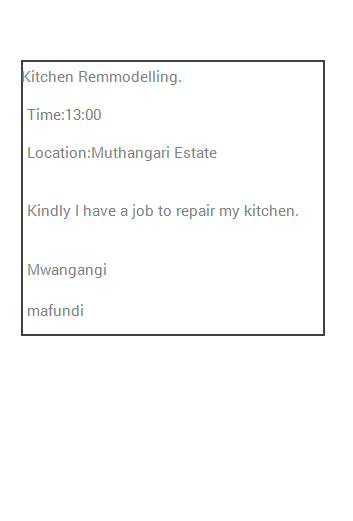 Kitchen Remmodelling.
Time:13:00
Location:Muthangari Estate
Kindly I have a job to repair my kitchen.
Mwangangi
mafundi